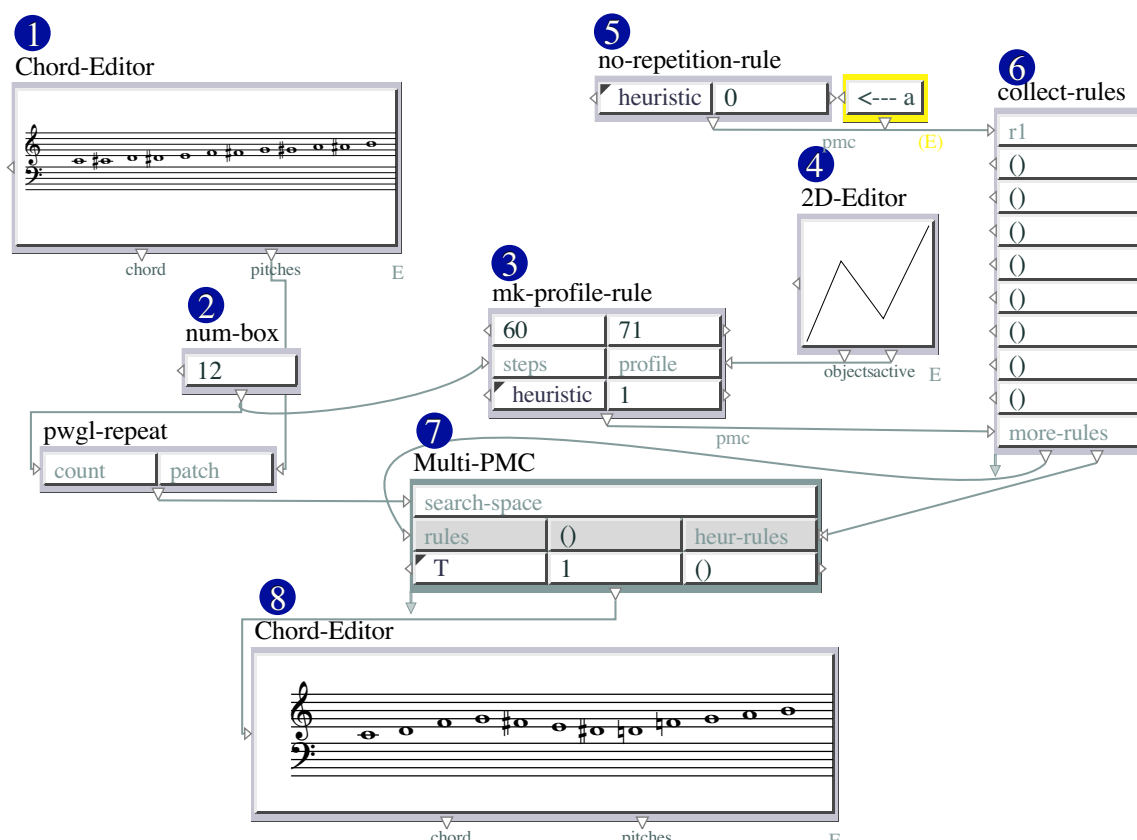 1
Chord-Editor
chord
pitches
E
2
num-box
12
pwgl-repeat
count
patch
3
mk-profile-rule
60
71
steps
profile
heuristic
1
pmc
4
2D-Editor
objects
active
E
5
no-repetition-rule
heuristic
0
<--- a
pmc
(E)
6
collect-rules
r1
()
()
()
()
()
()
()
()
more-rules
7
Multi-PMC
search-space
rules
()
heur-rules
T
1
()
8
Chord-Editor
chord
pitches
E